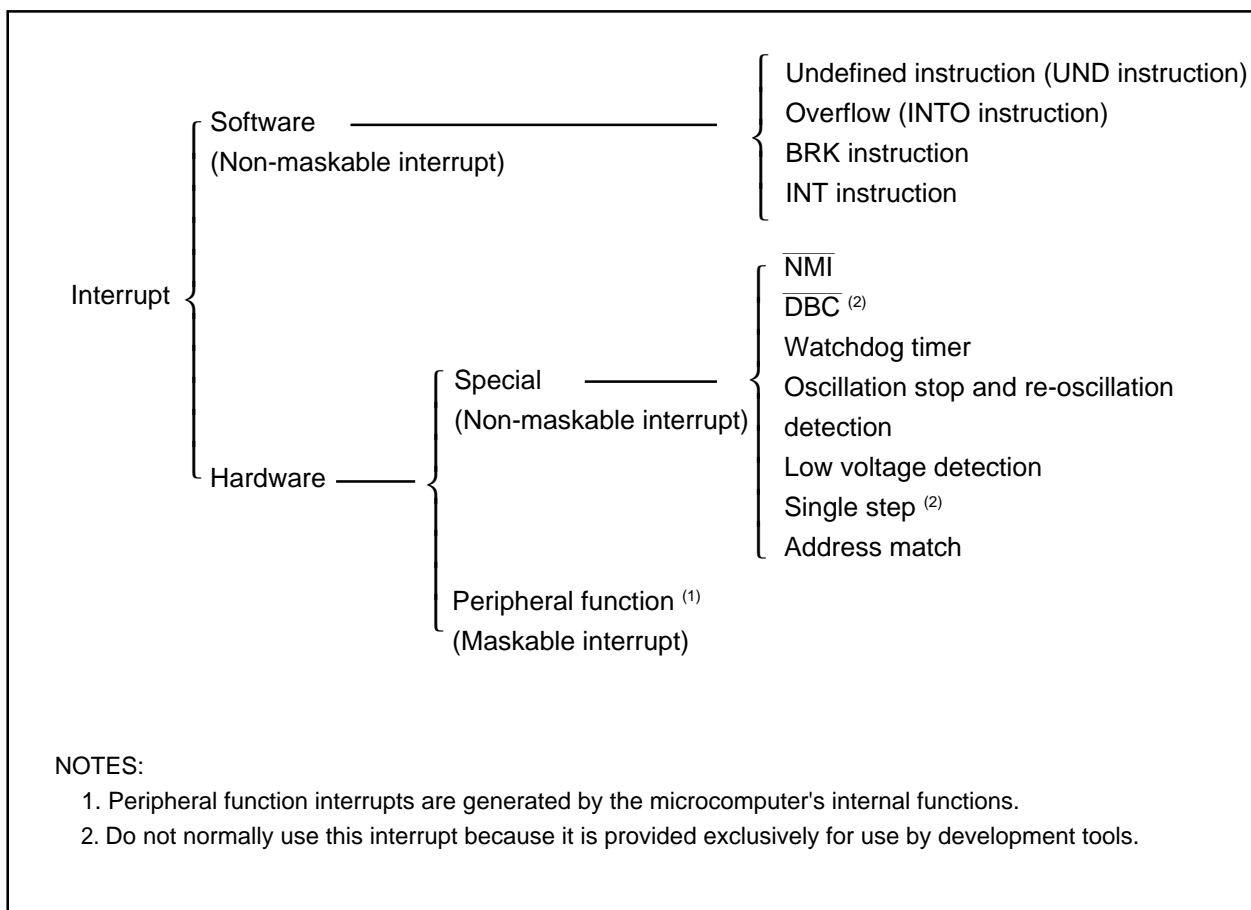 Interrupt
Software
(Non-maskable interrupt)
Undefined instruction (UND instruction)
Overflow (INTO instruction)
BRK instruction
INT instruction
Hardware
Special
(Non-maskable interrupt)
NMI
DBC (2)
Watchdog timer
Oscillation stop and re-oscillation
detection
Low voltage detection
Single step (2)
Address match
Peripheral function (1)
(Maskable interrupt)
NOTES:
1. Peripheral function interrupts are generated by the microcomputer's internal functions.
2. Do not normally use this interrupt because it is provided exclusively for use by development tools.